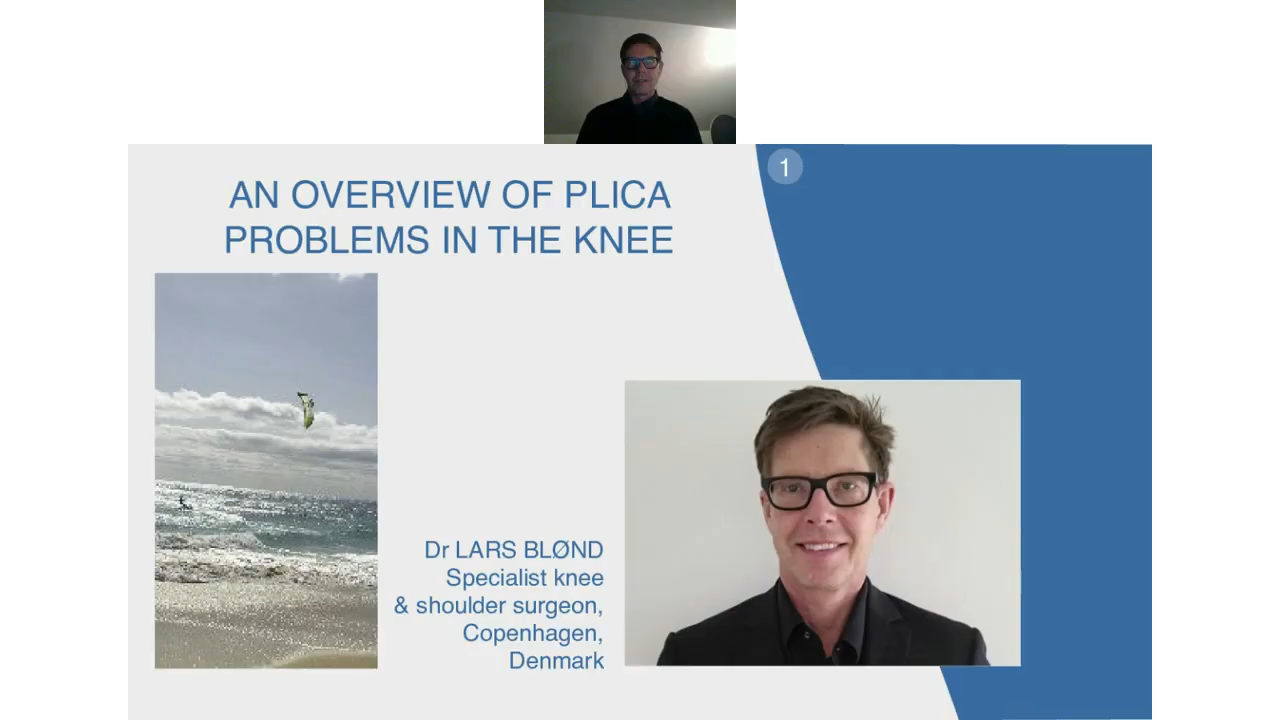 1
AN OVERVIEW OF PLICA
PROBLEMS IN THE KNEE
Dr LARS BLØND
Specialist knee
& shoulder surgeon,
Copenhagen,
Denmark